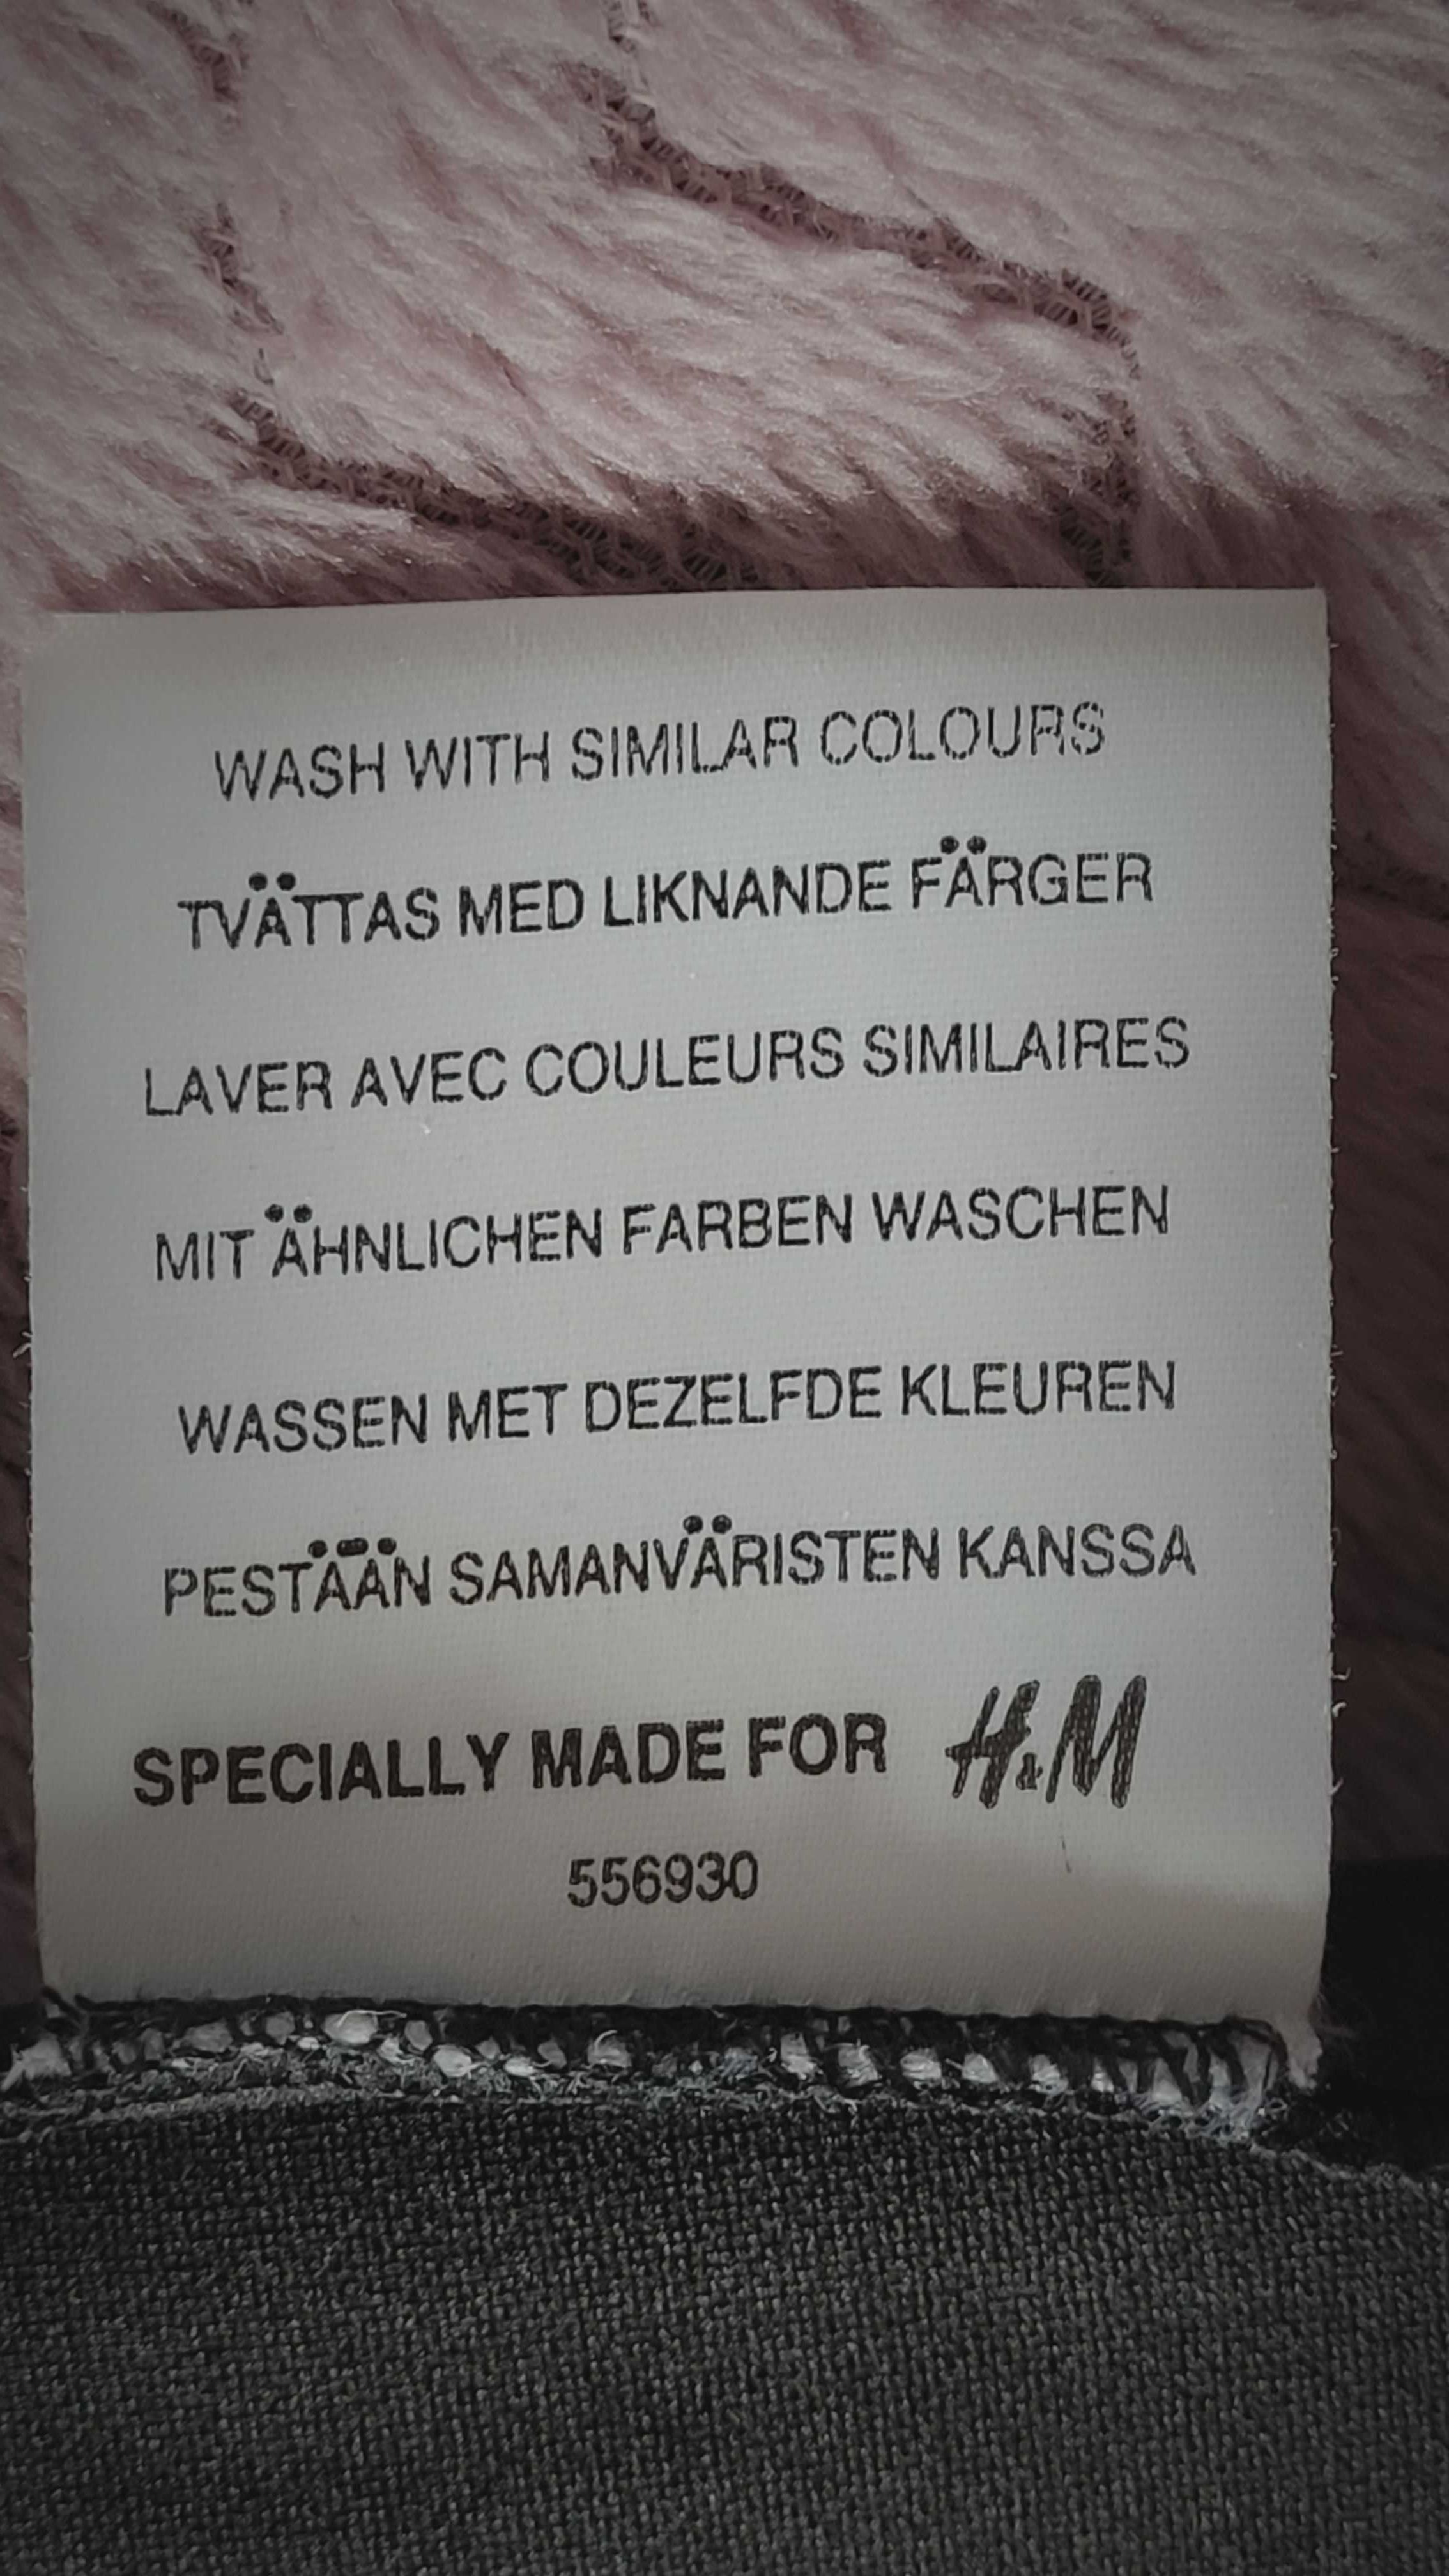 WASH WITH SIMILAR COLOURS
TVÄTTAS MED LIKNANDE FÄRGER
LAVER AVEC COULEURS SIMILAIRES
MIT ÄHNLICHEN FARBEN WASCHEN
WASSEN MET DEZELFDE KLEUREN
PESTÄÄN SAMANVÄRISTEN KANSSA
SPECIALLY MADE FOR H&M
556930